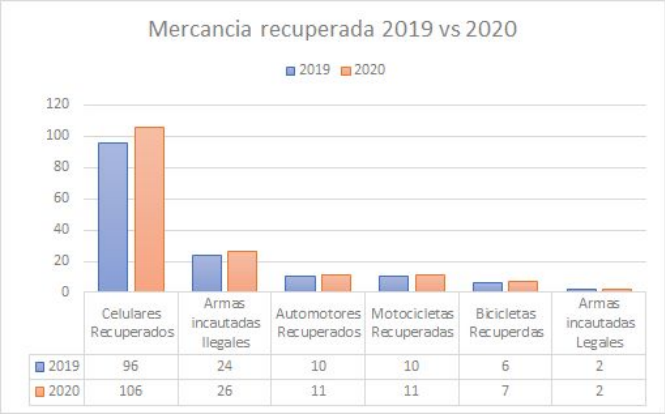 Mercancia recuperada 2019 vs 2020
2019 2020
120
100
80
60
40
20
0
Celulares Recuperados
Armas incautadas Ilegales
Automotores Recuperados
Motocicletas Recuperadas
Bicicletas Recuperdas
Armas incautadas Legales
2019 96 24 10 10 6 2
2020 106 26 11 11 7 2